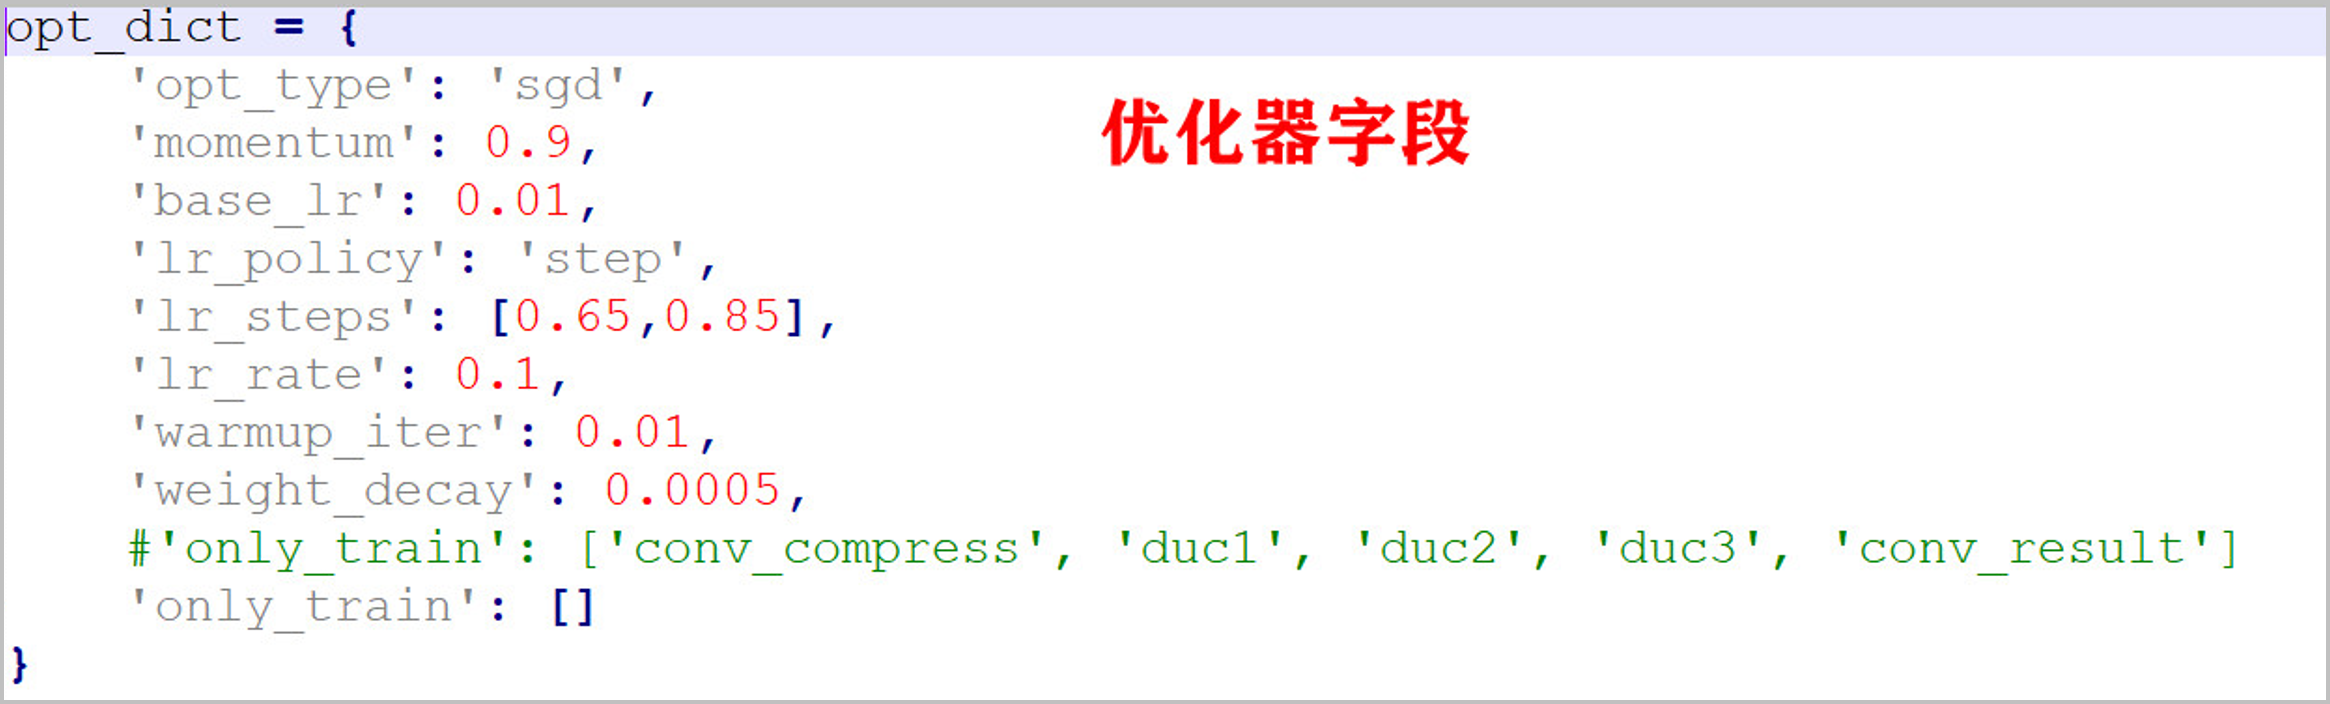 opt_dict = {
    'opt_type': 'sgd',
优化器字段
    'momentum': 0.9,
    'base_lr': 0.01,
    'lr_policy': 'step',
    'lr_steps': [0.65,0.85],
    'lr_rate': 0.1,
    'warmup_iter': 0.01,
    'weight_decay': 0.0005,
    #'only_train': ['conv_compress', 'duc1', 'duc2', 'duc3', 'conv_result']
    'only_train': []
}